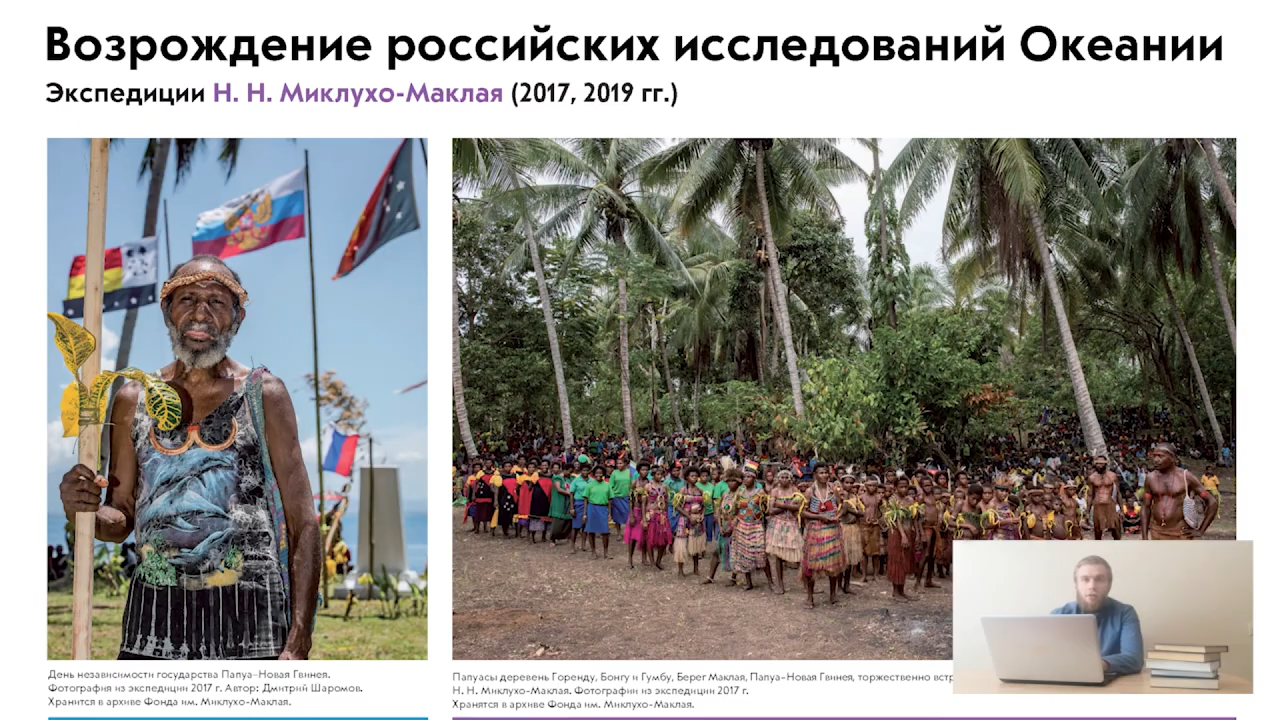 Возрождение российских исследований Океании
Экспедиции Н. Н. Миклухо-Маклая (2017, 2019 гг.)
День независимости государства Папуа–Новая Гвинея.
Фотография из экспедиции 2017 г. Автор: Дмитрий Шаромов.
Хранится в архиве Фонда им. Миклухо-Маклая.
Папуасы деревень Горенду, Бонгу и Гумбу, Берег Маклая, Папуа–Новая Гвинея, торжественно
Н. Н. Миклухо-Маклая. Фотографии из экспедиции 2017 г.
Хранятся в архиве Фонда им. Миклухо-Маклая.